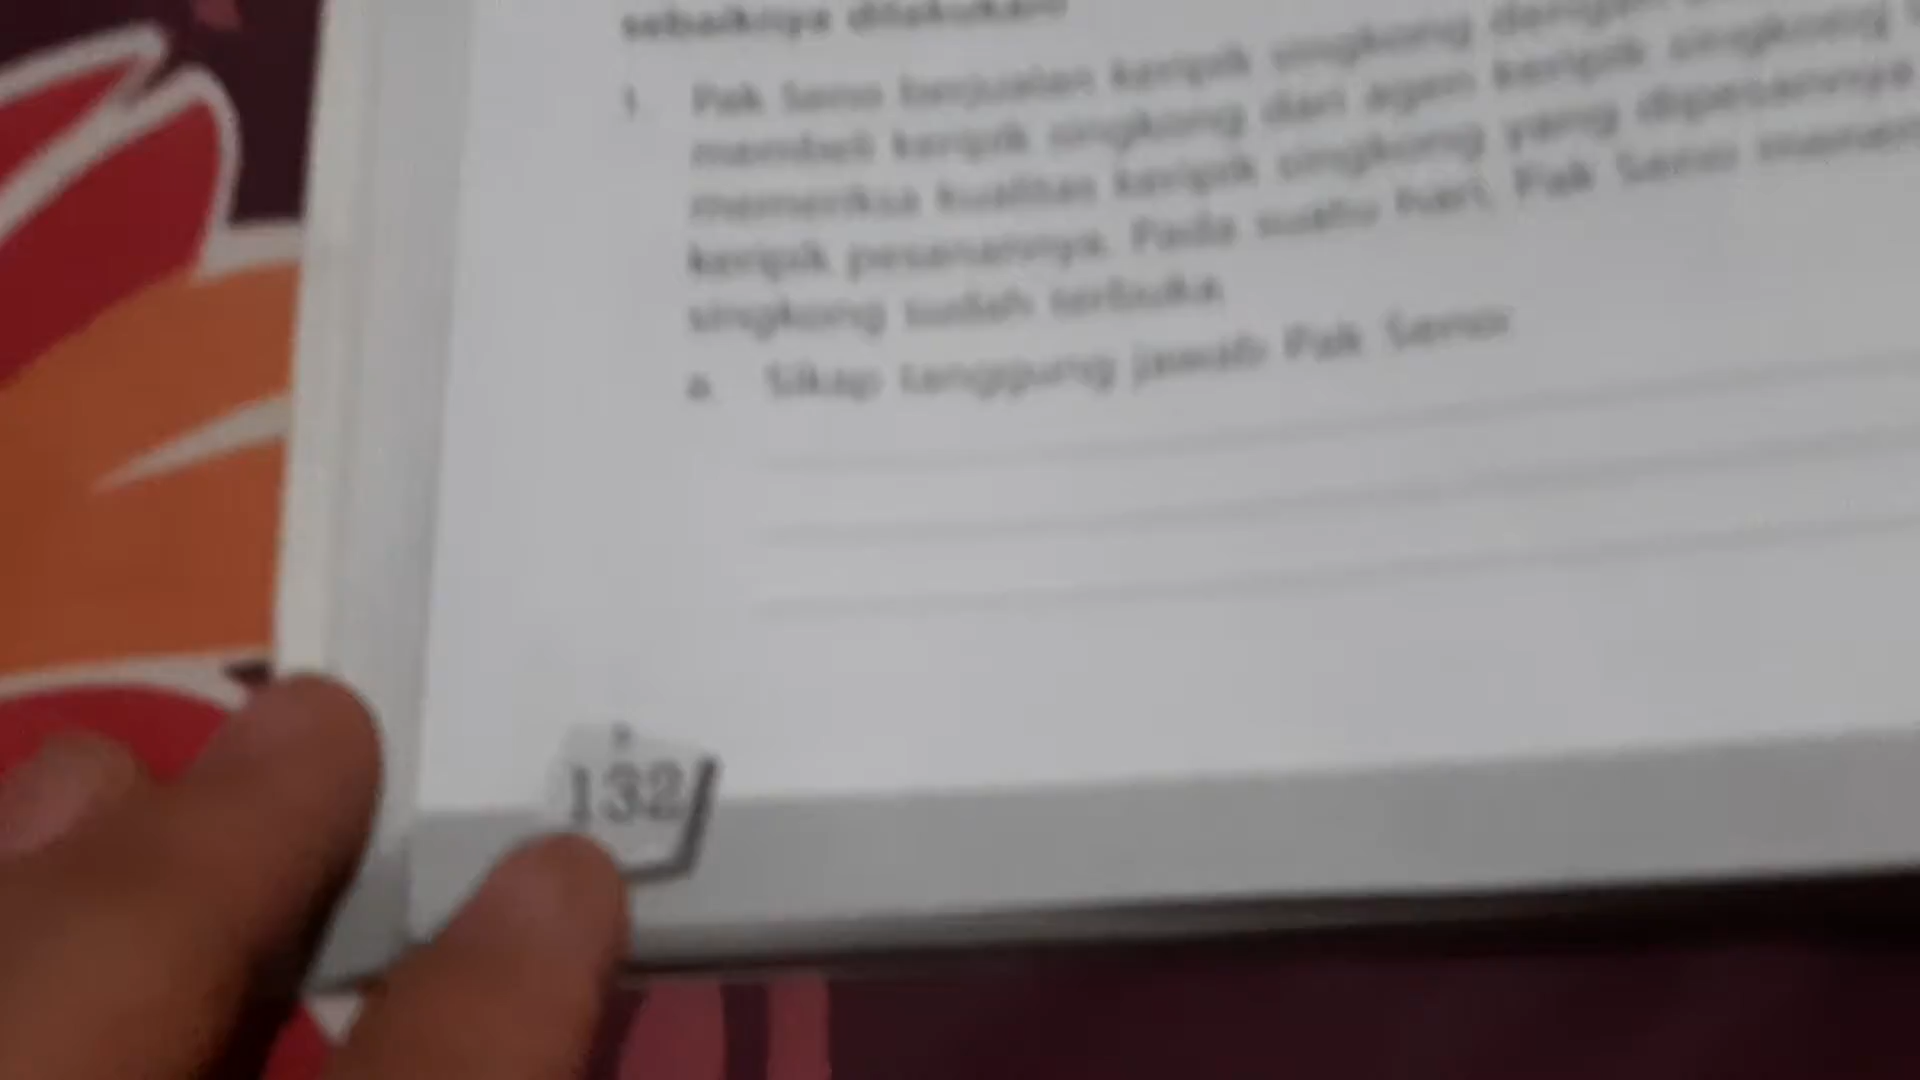 sebaiknya dilakukan!
1. Pak Seno berjualan keripik singkong dengan
membeli keripik singkong dari agen keripik singkong
memeriksa kualitas keripik singkong yang dipesannya
keripik pesanannya. Pada suatu hari, Pak Seno
singkong sudah terbuka.
a. Sikap tanggung jawab Pak Seno:
132